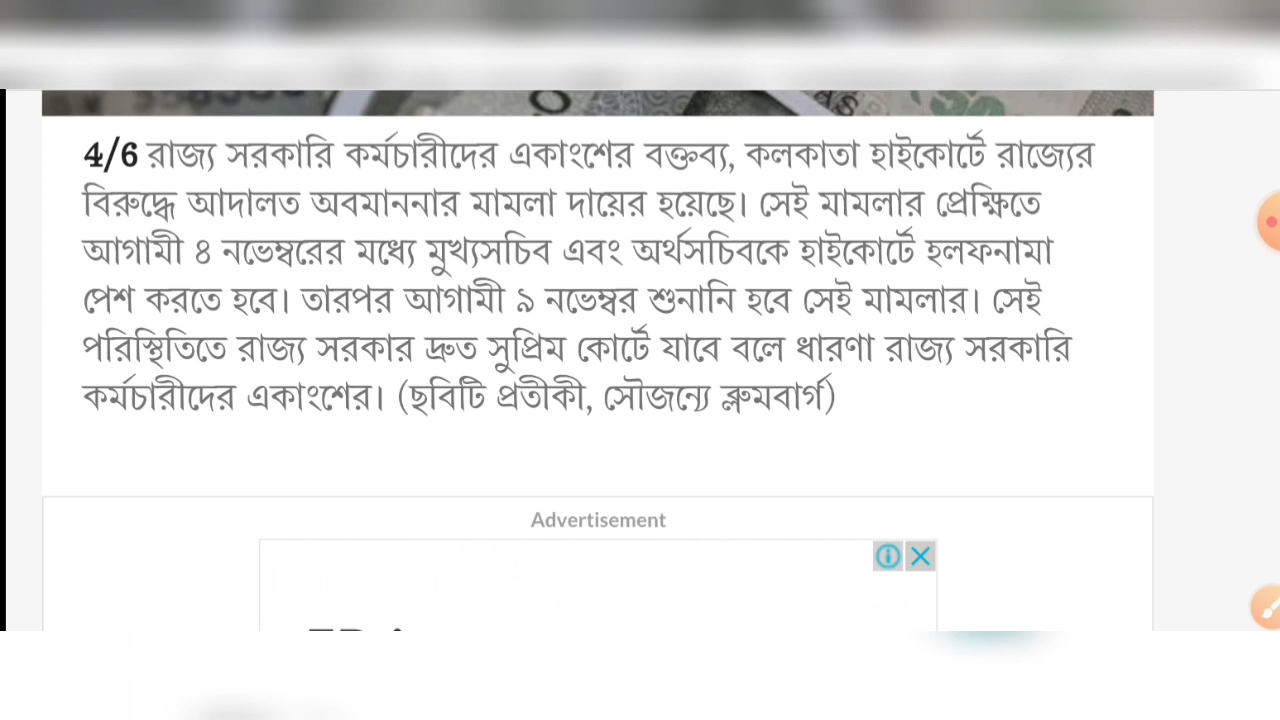 4/6 রাজ্য সরকারি কর্মচারীদের একাংশের বক্তব্য, কলকাতা হাইকোর্টে রাজ্যের
বিরুদ্ধে আদালত অবমাননার মামলা দায়ের হয়েছে। সেই মামলার প্রেক্ষিতে
আগামী ৪ নভেম্বরের মধ্যে মুখ্যসচিব এবং অর্থসচিবকে হাইকোর্টে হলফনামা
পেশ করতে হবে। তারপর আগামী ৯ নভেম্বর শুনানি হবে সেই মামলার। সেই
পরিস্থিতিতে রাজ্য সরকার দ্রুত সুপ্রিম কোর্টে যাবে বলে ধারণা রাজ্য সরকারি
কর্মচারীদের একাংশের। (ছবিটি প্রতীকী, সৌজন্যে ব্লুমবার্গ)
Advertisement